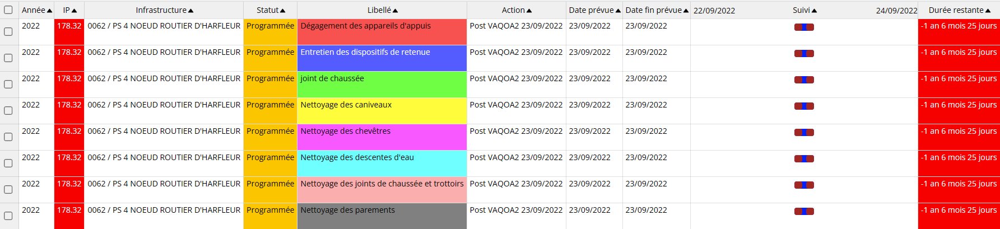 Année▲ IP▲ Infrastructure▲ Statut▲ Libellé▲ Action▲ Date prévue▲ Date fin prévue▲ 22/09/2022 Suivi▲ 24/09/2022 Durée restante▲
2022 178.32 0062 / PS 4 NOEUD ROUTIER D'HARFLEUR Programmée Dégagement des appareils d'appuis Post VAQOA2 23/09/2022 23/09/2022 23/09/2022 -1 an 6 mois 25 jours
2022 178.32 0062 / PS 4 NOEUD ROUTIER D'HARFLEUR Programmée Entretien des dispositifs de retenue Post VAQOA2 23/09/2022 23/09/2022 23/09/2022 -1 an 6 mois 25 jours
2022 178.32 0062 / PS 4 NOEUD ROUTIER D'HARFLEUR Programmée joint de chaussée Post VAQOA2 23/09/2022 23/09/2022 23/09/2022 -1 an 6 mois 25 jours
2022 178.32 0062 / PS 4 NOEUD ROUTIER D'HARFLEUR Programmée Nettoyage des caniveaux Post VAQOA2 23/09/2022 23/09/2022 23/09/2022 -1 an 6 mois 25 jours
2022 178.32 0062 / PS 4 NOEUD ROUTIER D'HARFLEUR Programmée Nettoyage des chevêtres Post VAQOA2 23/09/2022 23/09/2022 23/09/2022 -1 an 6 mois 25 jours
2022 178.32 0062 / PS 4 NOEUD ROUTIER D'HARFLEUR Programmée Nettoyage des descentes d'eau Post VAQOA2 23/09/2022 23/09/2022 23/09/2022 -1 an 6 mois 25 jours
2022 178.32 0062 / PS 4 NOEUD ROUTIER D'HARFLEUR Programmée Nettoyage des joints de chaussée et trottoirs Post VAQOA2 23/09/2022 23/09/2022 23/09/2022 -1 an 6 mois 25 jours
2022 178.32 0062 / PS 4 NOEUD ROUTIER D'HARFLEUR Programmée Nettoyage des parements Post VAQOA2 23/09/2022 23/09/2022 23/09/2022 -1 an 6 mois 25 jours